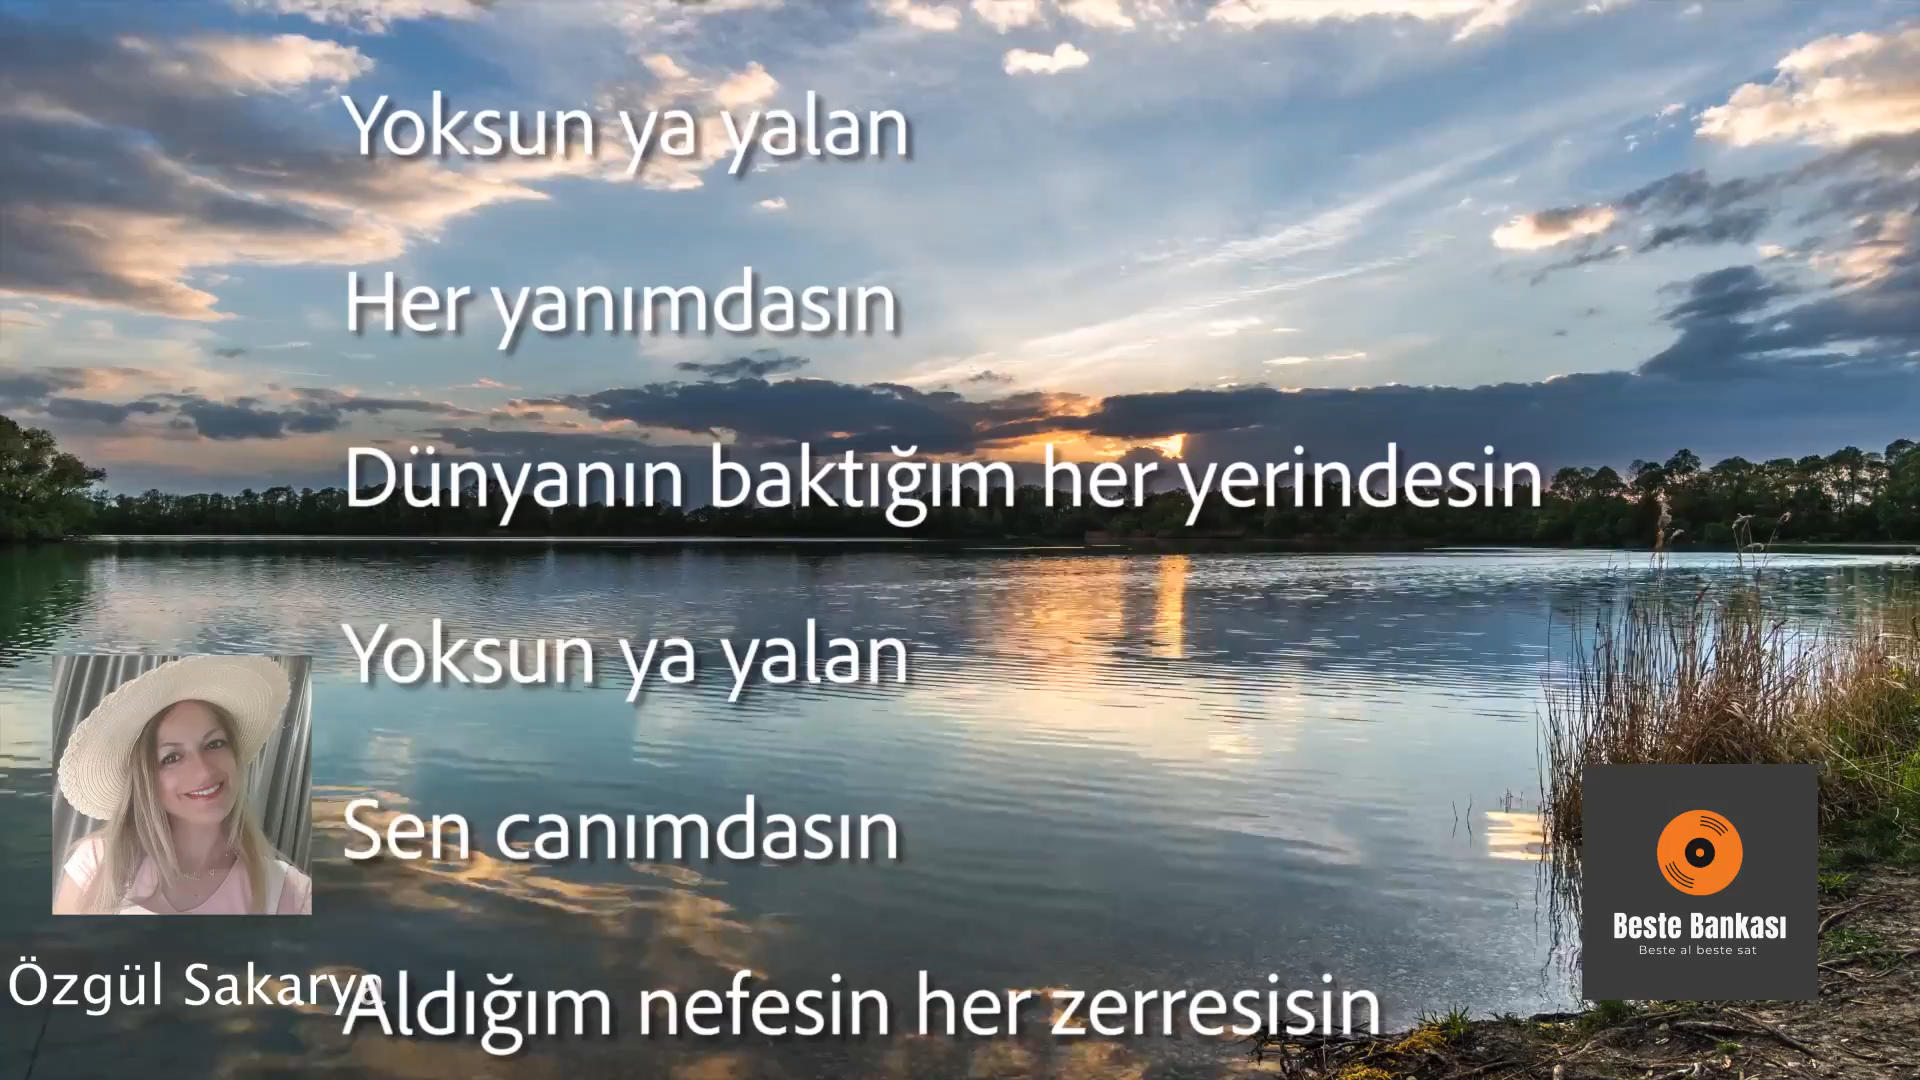 Yoksun ya yalan
Her yanımdasın
Dünyanın baktığım her yerindesin
Yoksun ya yalan
Sen canımdasın
Aldığım nefesin her zerresisin
Özgül Sakarya
Beste Bankası
Beste al beste sat